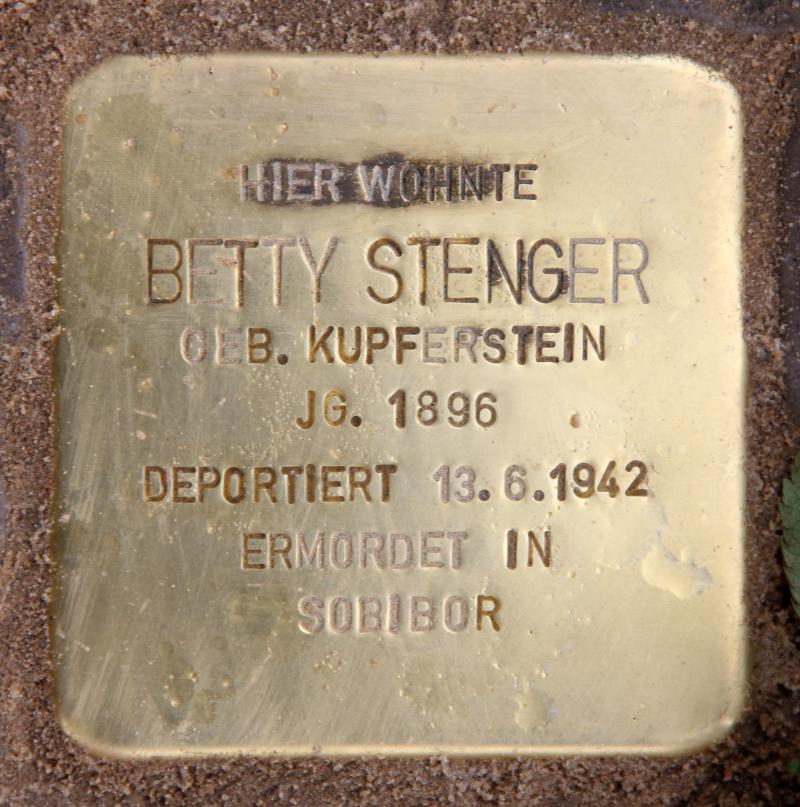 HIER WOHNTE
BETTY STENGER
GEB. KUPFERSTEIN
JG. 1896
DEPORTIERT 13.6.1942
ERMORDET IN
SOBIBOR